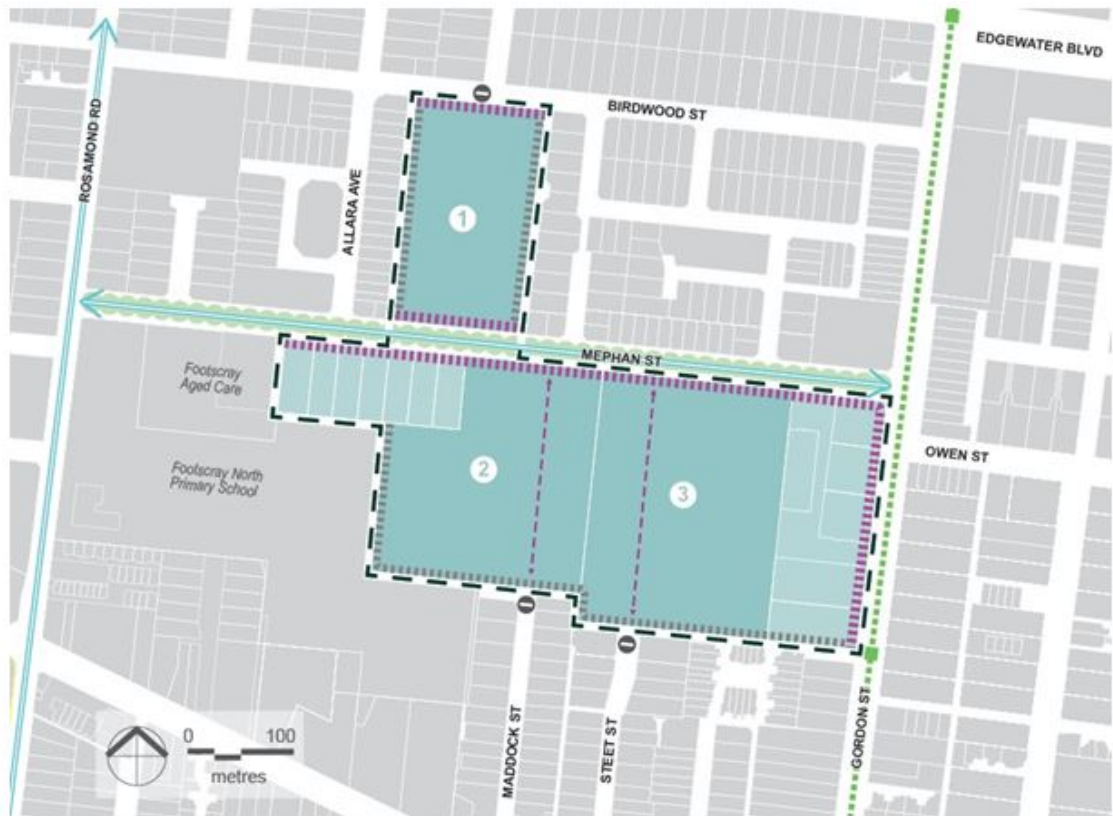 EDGEWATER BLVD
BIRDWOOD ST
ROSAMOND RD
ALLARA AVE
1
MEPHAN ST
Footscray
Aged Care
Footscray North
Primary School
2
3
OWEN ST
MADDOCK ST
STEET ST
GORDON ST
0 100
metres